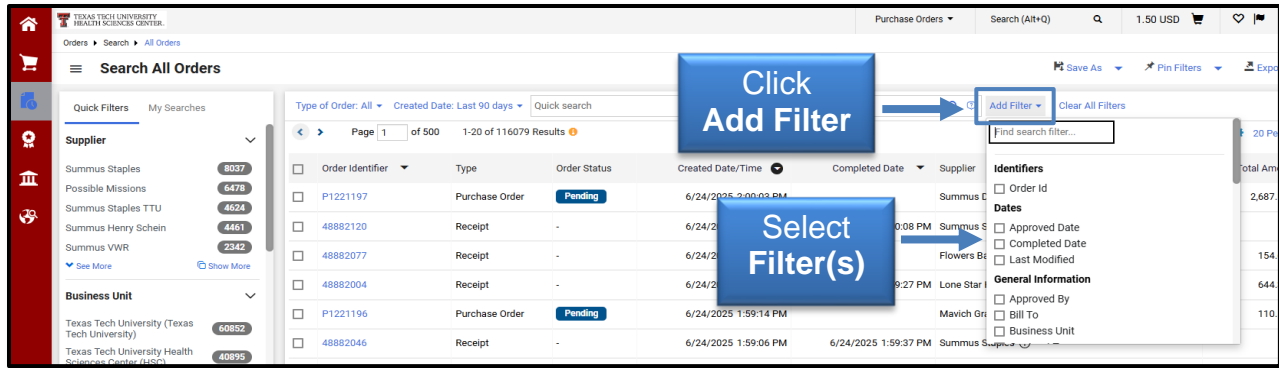 TEXAS TECH UNIVERSITY
HEALTH SCIENCES CENTER.
Purchase Orders
Search (Alt+Q)
1.50 USD
Orders Search All Orders
Search All Orders
Save As
Pin Filters
Quick Filters My Searches
Type of Order: All Created Date: Last 90 days Quick search
Add Filter Clear All Filters
Click
Add Filter
Page 1 of 500 1-20 of 116079 Results
Find search filter...
20
Supplier
Summus Staples 8037
Possible Missions 6478
Summus Staples TTU 4624
Summus Henry Schein 4461
Summus VWR 2342
See More Show More
Business Unit
Texas Tech University (Texas
Tech University) 60852
Texas Tech University Health
Sciences Center (HSC) 40895
Order Identifier Type Order Status Created Date/Time Completed Date Supplier
P1221197 Purchase Order Pending 6/24/2025 2:00:03 PM Summus 2,687.
48882120 Receipt - PM Summus
48882077 Receipt - Flowers 154.
48882004 Receipt - PM Lone Star 644.
P1221196 Purchase Order Pending 6/24/2025 1:59:14 PM Mavich 110.
48882046 Receipt - 6/24/2025 1:59:06 PM 6/24/2025 1:59:37 PM Summus Staples
Select
Filter(s)
Identifiers
Order Id
Dates
Approved Date
Completed Date
Last Modified
General Information
Approved By
Bill To
Business Unit